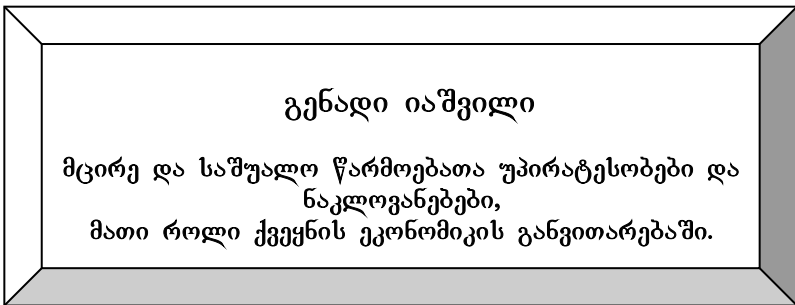 გენადი იაშვილი
მცირე და საშუალო წარმოებათა უპირატესობები და
ნაკლოვანებები,
მათი როლი ქვეყნის ეკონომიკის განვითარებაში.